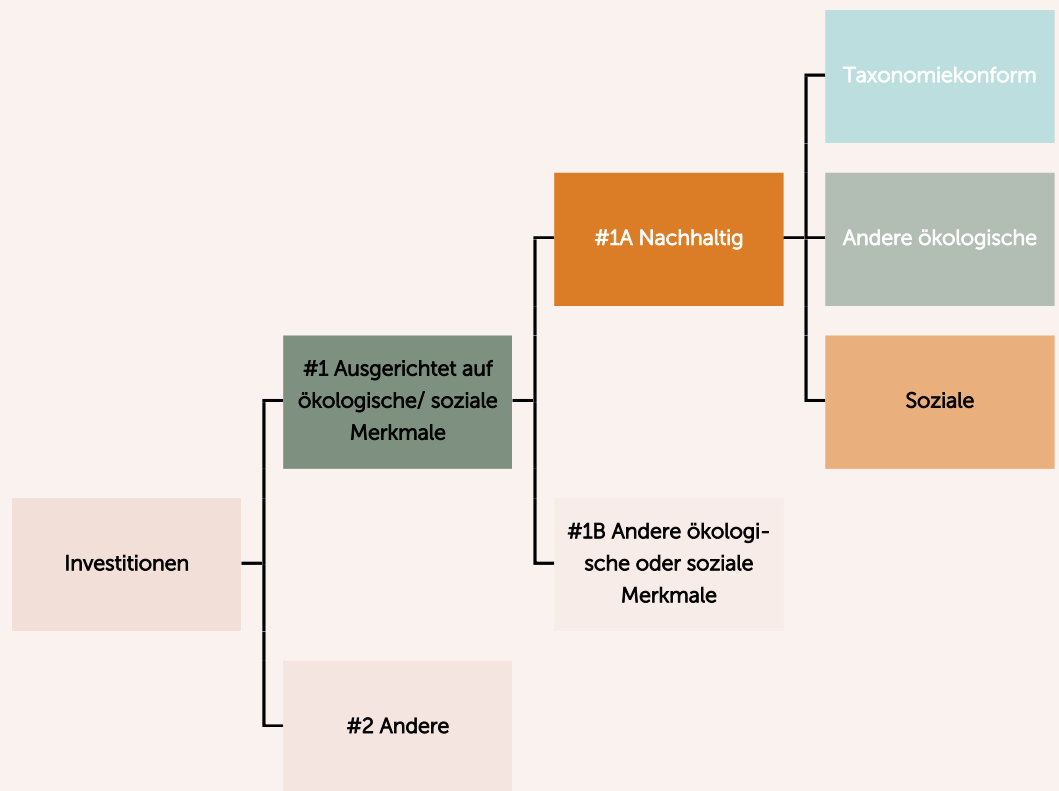 Taxonomiekonform
#1A Nachhaltig
Andere ökologische
#1 Ausgerichtet auf
ökologische/ soziale
Merkmale
Soziale
Investitionen
#1B Andere ökologi-
sche oder soziale
Merkmale
#2 Andere